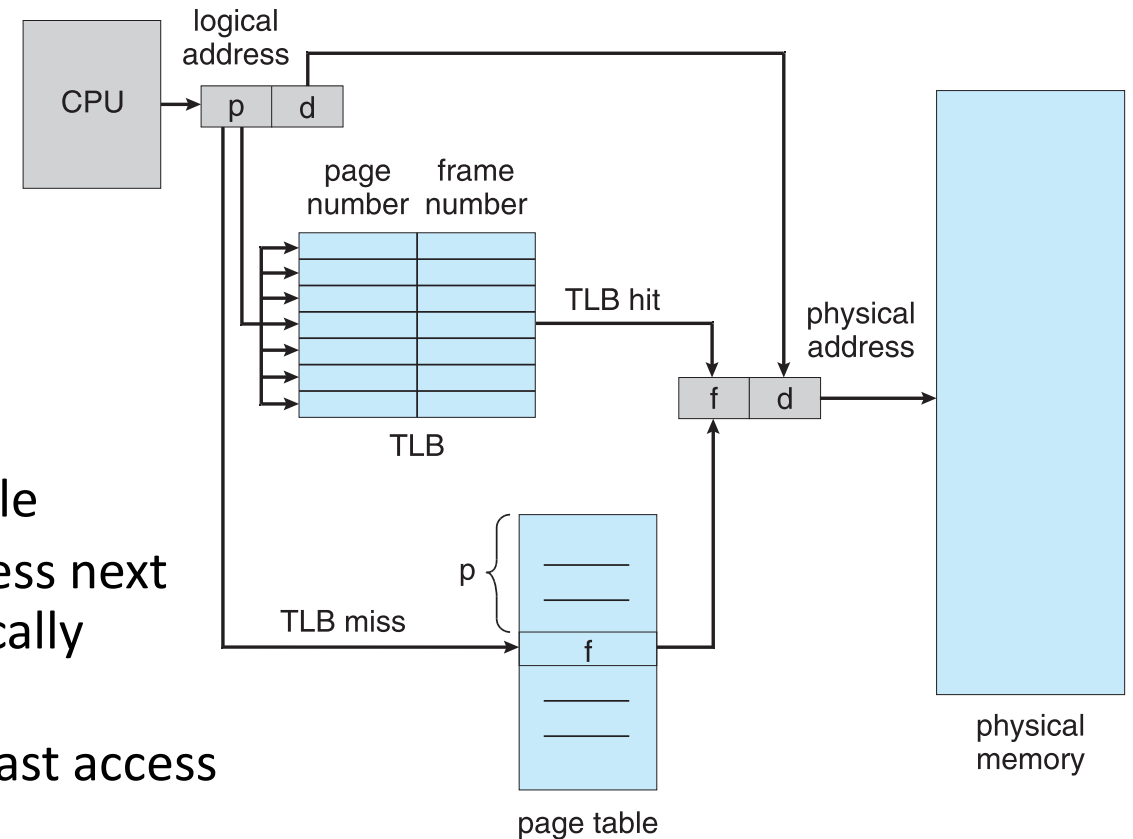 logical
address
CPU
p
d
page
number
frame
number
TLB hit
physical
address
f
d
TLB
le
ess next
p
cally
TLB miss
f
ast access
physical
memory
page table